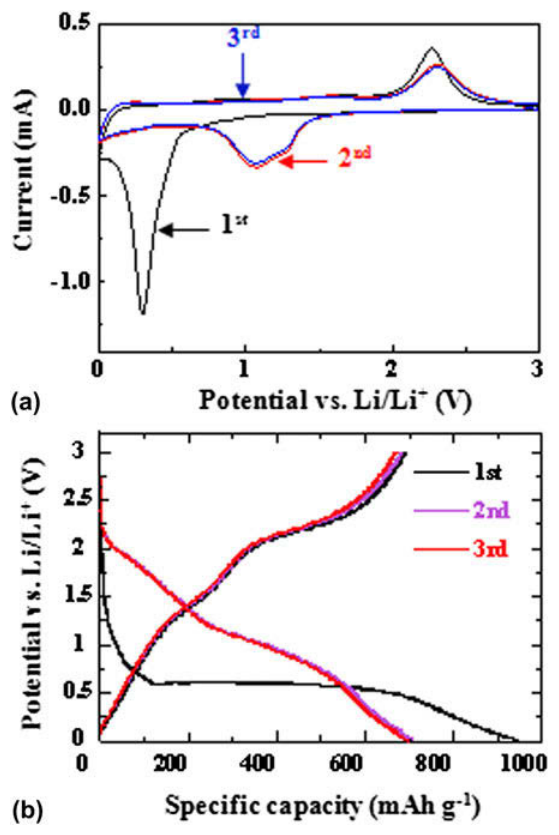 0.5
3rd
0.0
2nd
-0.5
1st
-1.0
Current (mA)
0 1 2 3
(a) Potential vs. Li/Li+ (V)
3
1st
2.5
2nd
2
3rd
1.5
1
0.5
0
Potential vs. Li/Li+ (V)
200 400 600 800 1000
(b) Specific capacity (mAh g-1)